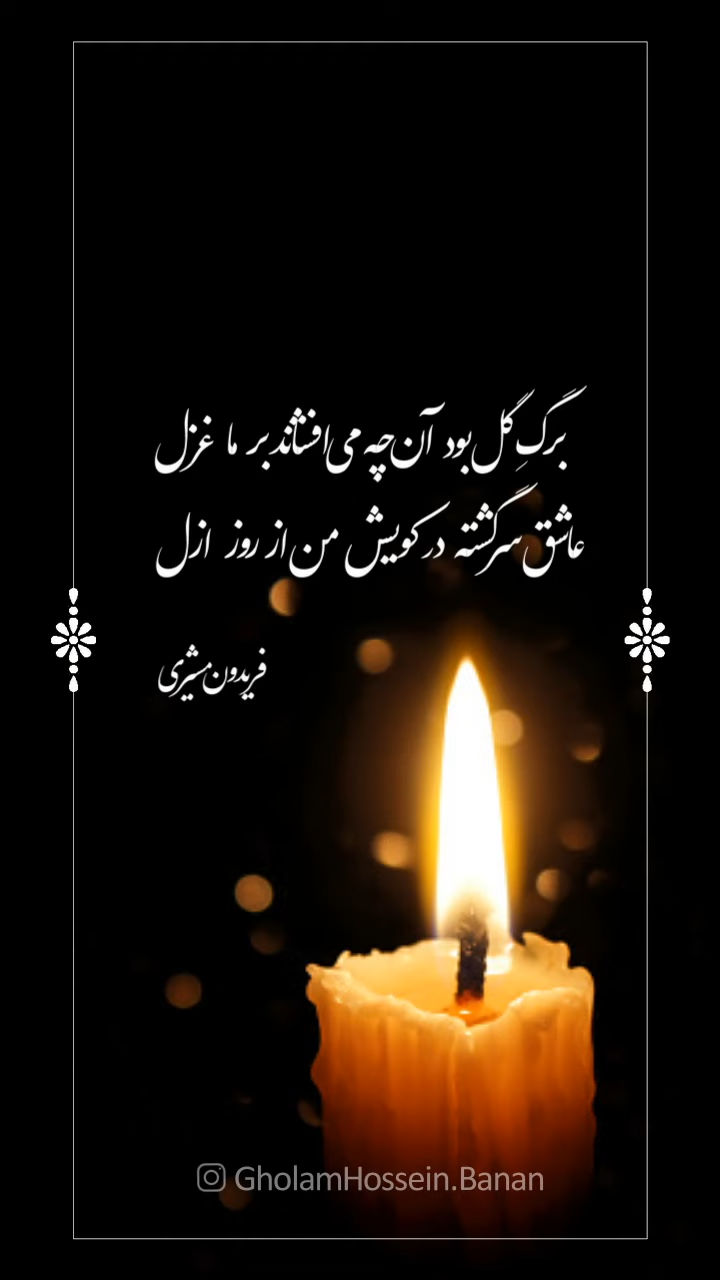 برگِ گل بود آن چه می افشاند بر ما غزل
عاشق سرگشته در کویش من از روز ازل
فریدون مشیری
GholamHossein.Banan